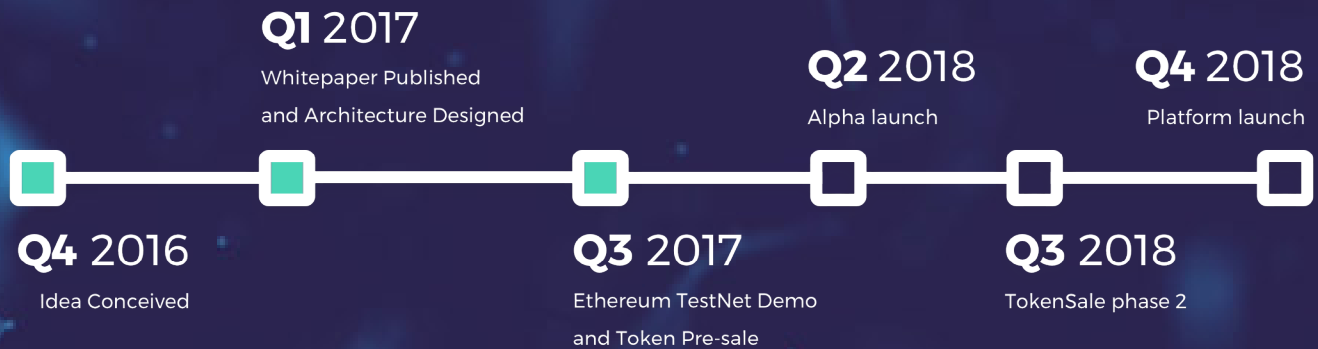 Q4 2016
Idea Conceived
Q1 2017
Whitepaper Published
and Architecture Designed
Q3 2017
Ethereum TestNet Demo
and Token Pre-sale
Q2 2018
Alpha launch
Q3 2018
TokenSale phase 2
Q4 2018
Platform launch